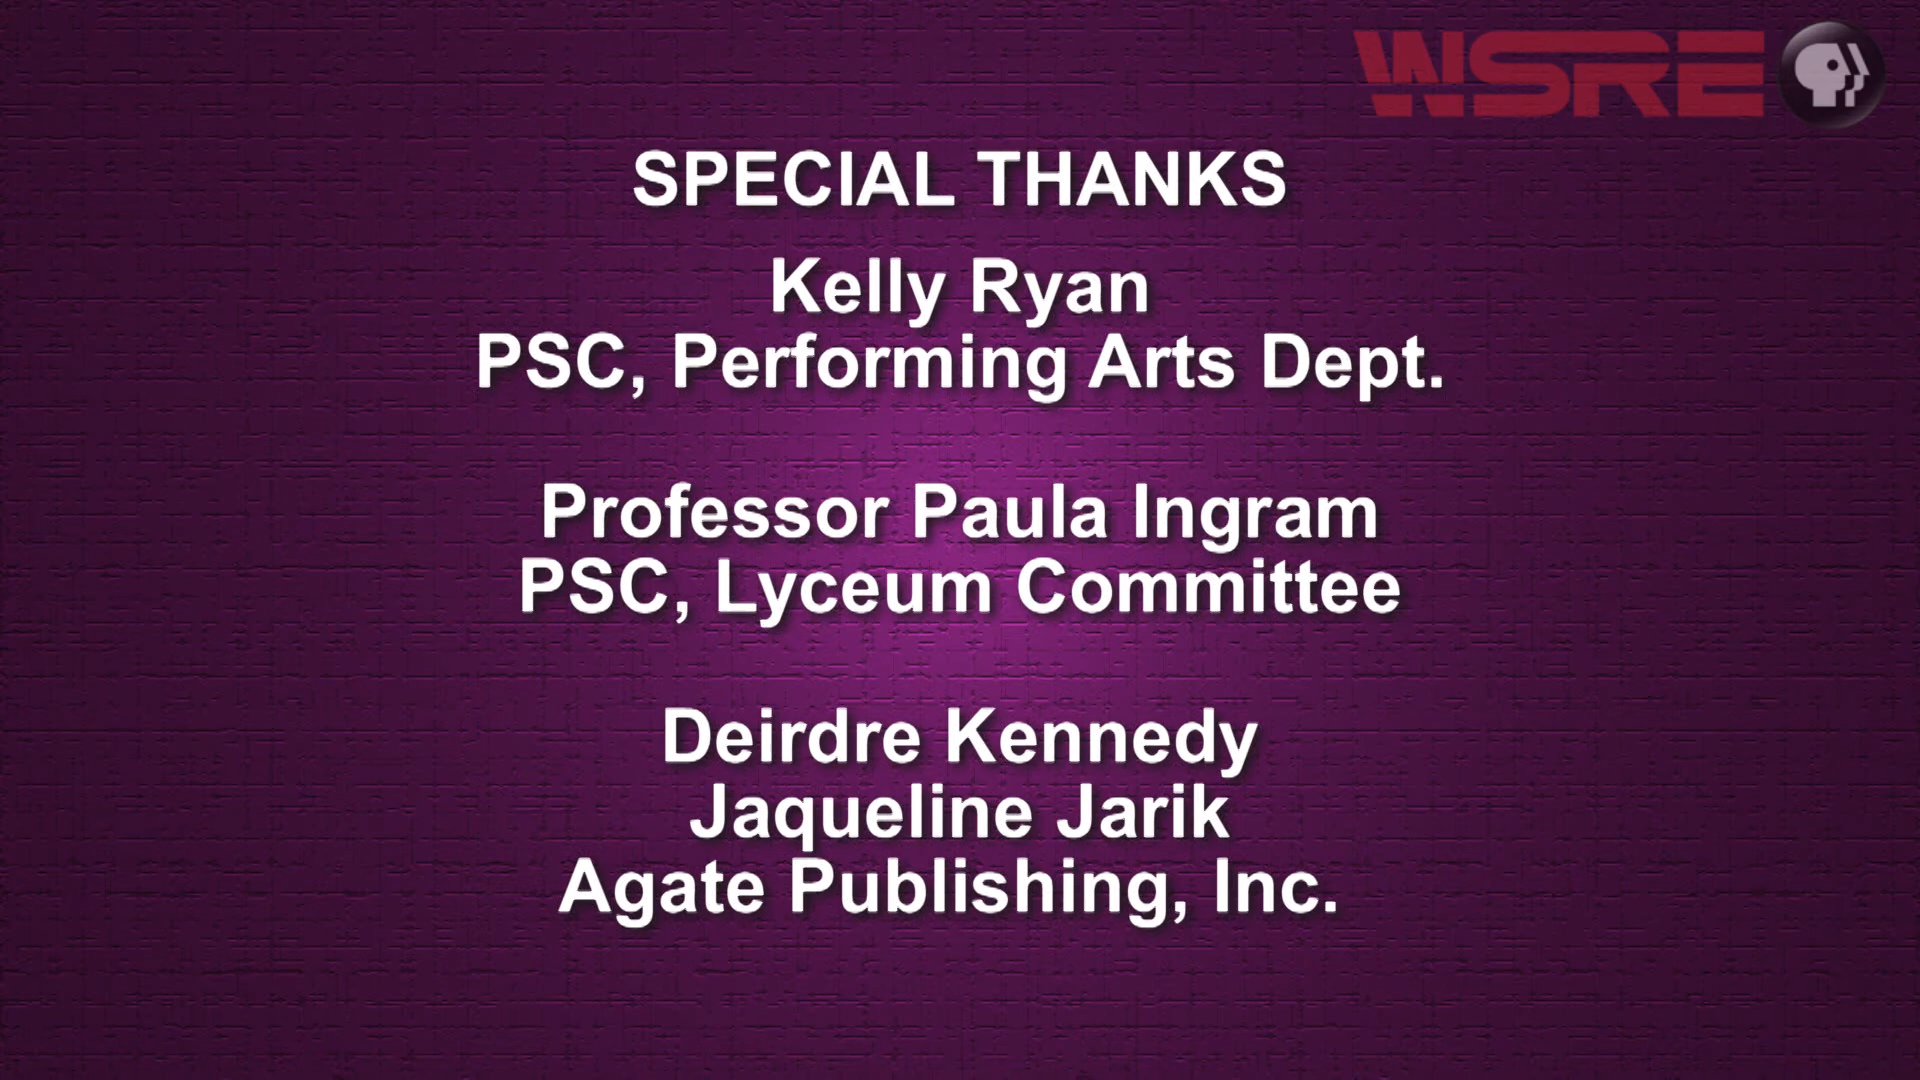 WSRE
SPECIAL THANKS
Kelly Ryan
PSC, Performing Arts Dept.
Professor Paula Ingram
PSC, Lyceum Committee
Deirdre Kennedy
Jaqueline Jarik
Agate Publishing, Inc.